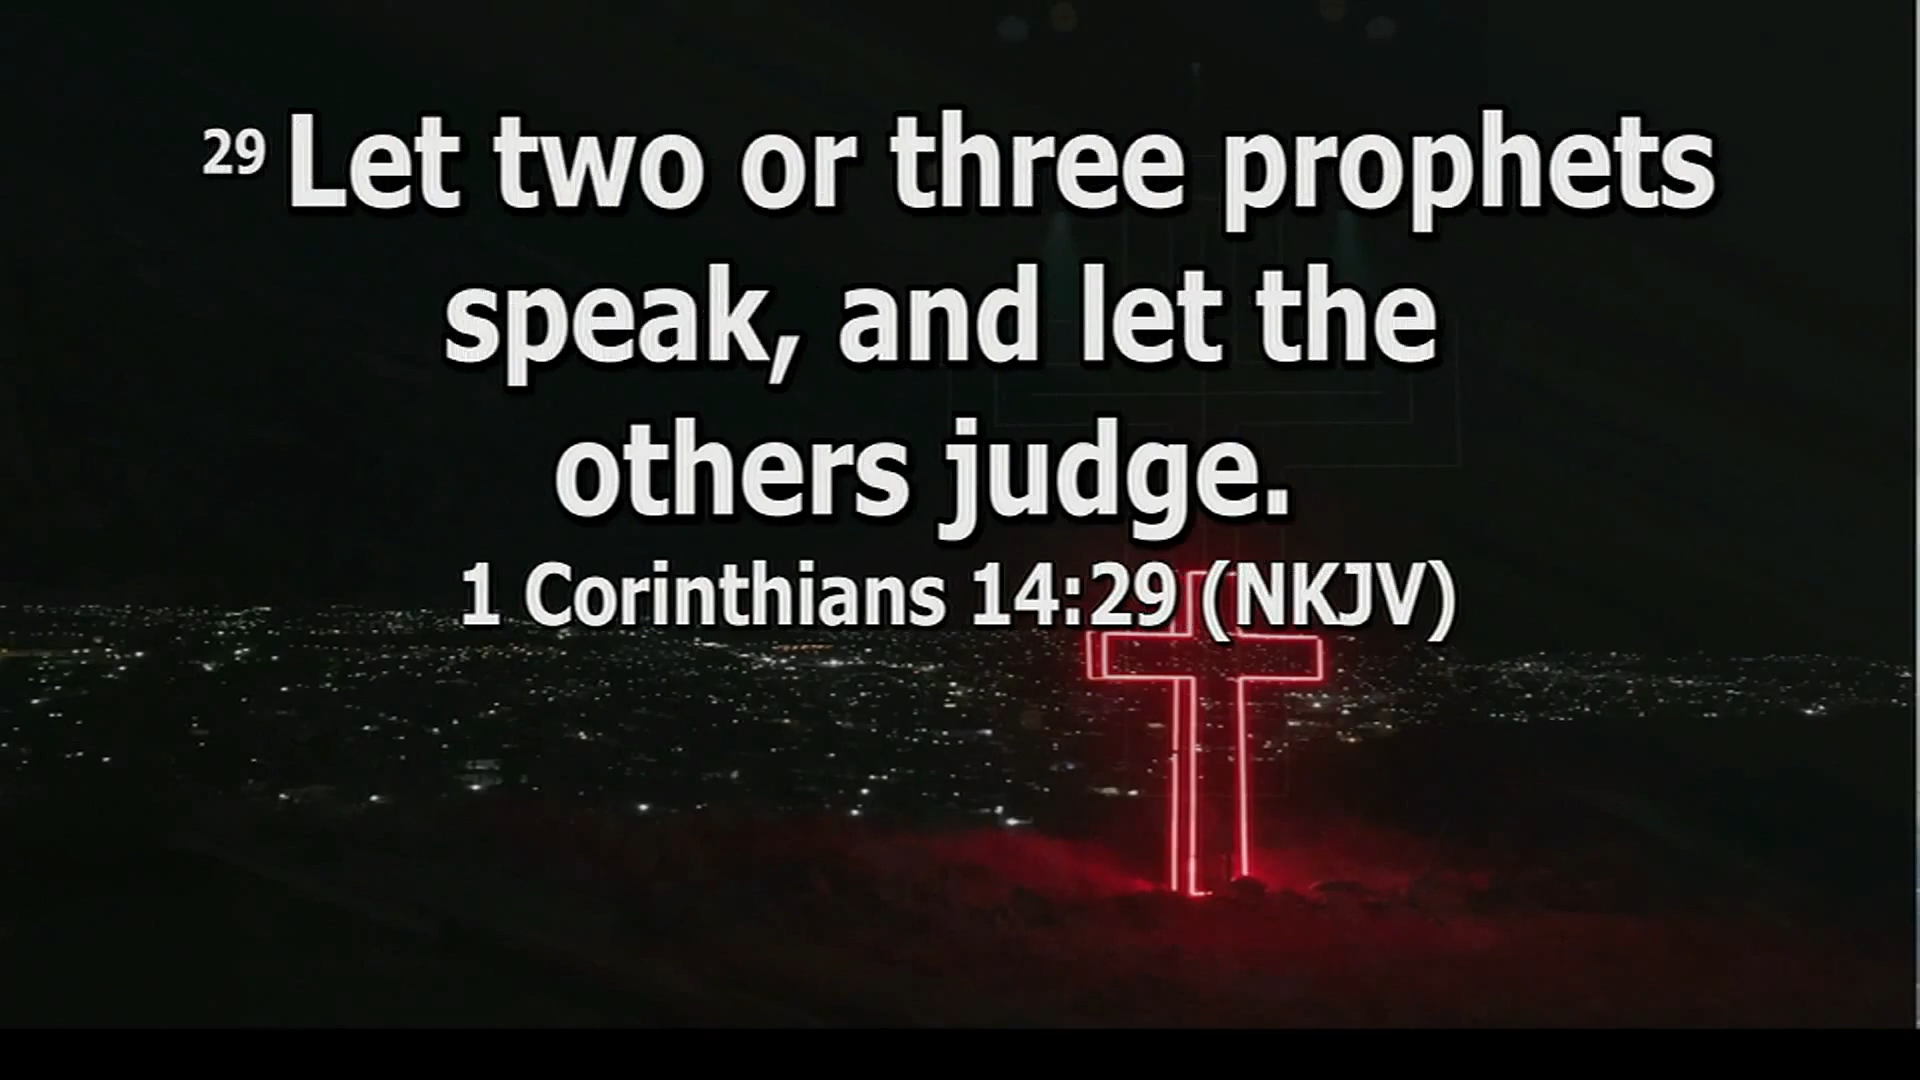 29 Let two or three prophets
speak, and let the
others judge.
1 Corinthians 14:29 (NKJV)